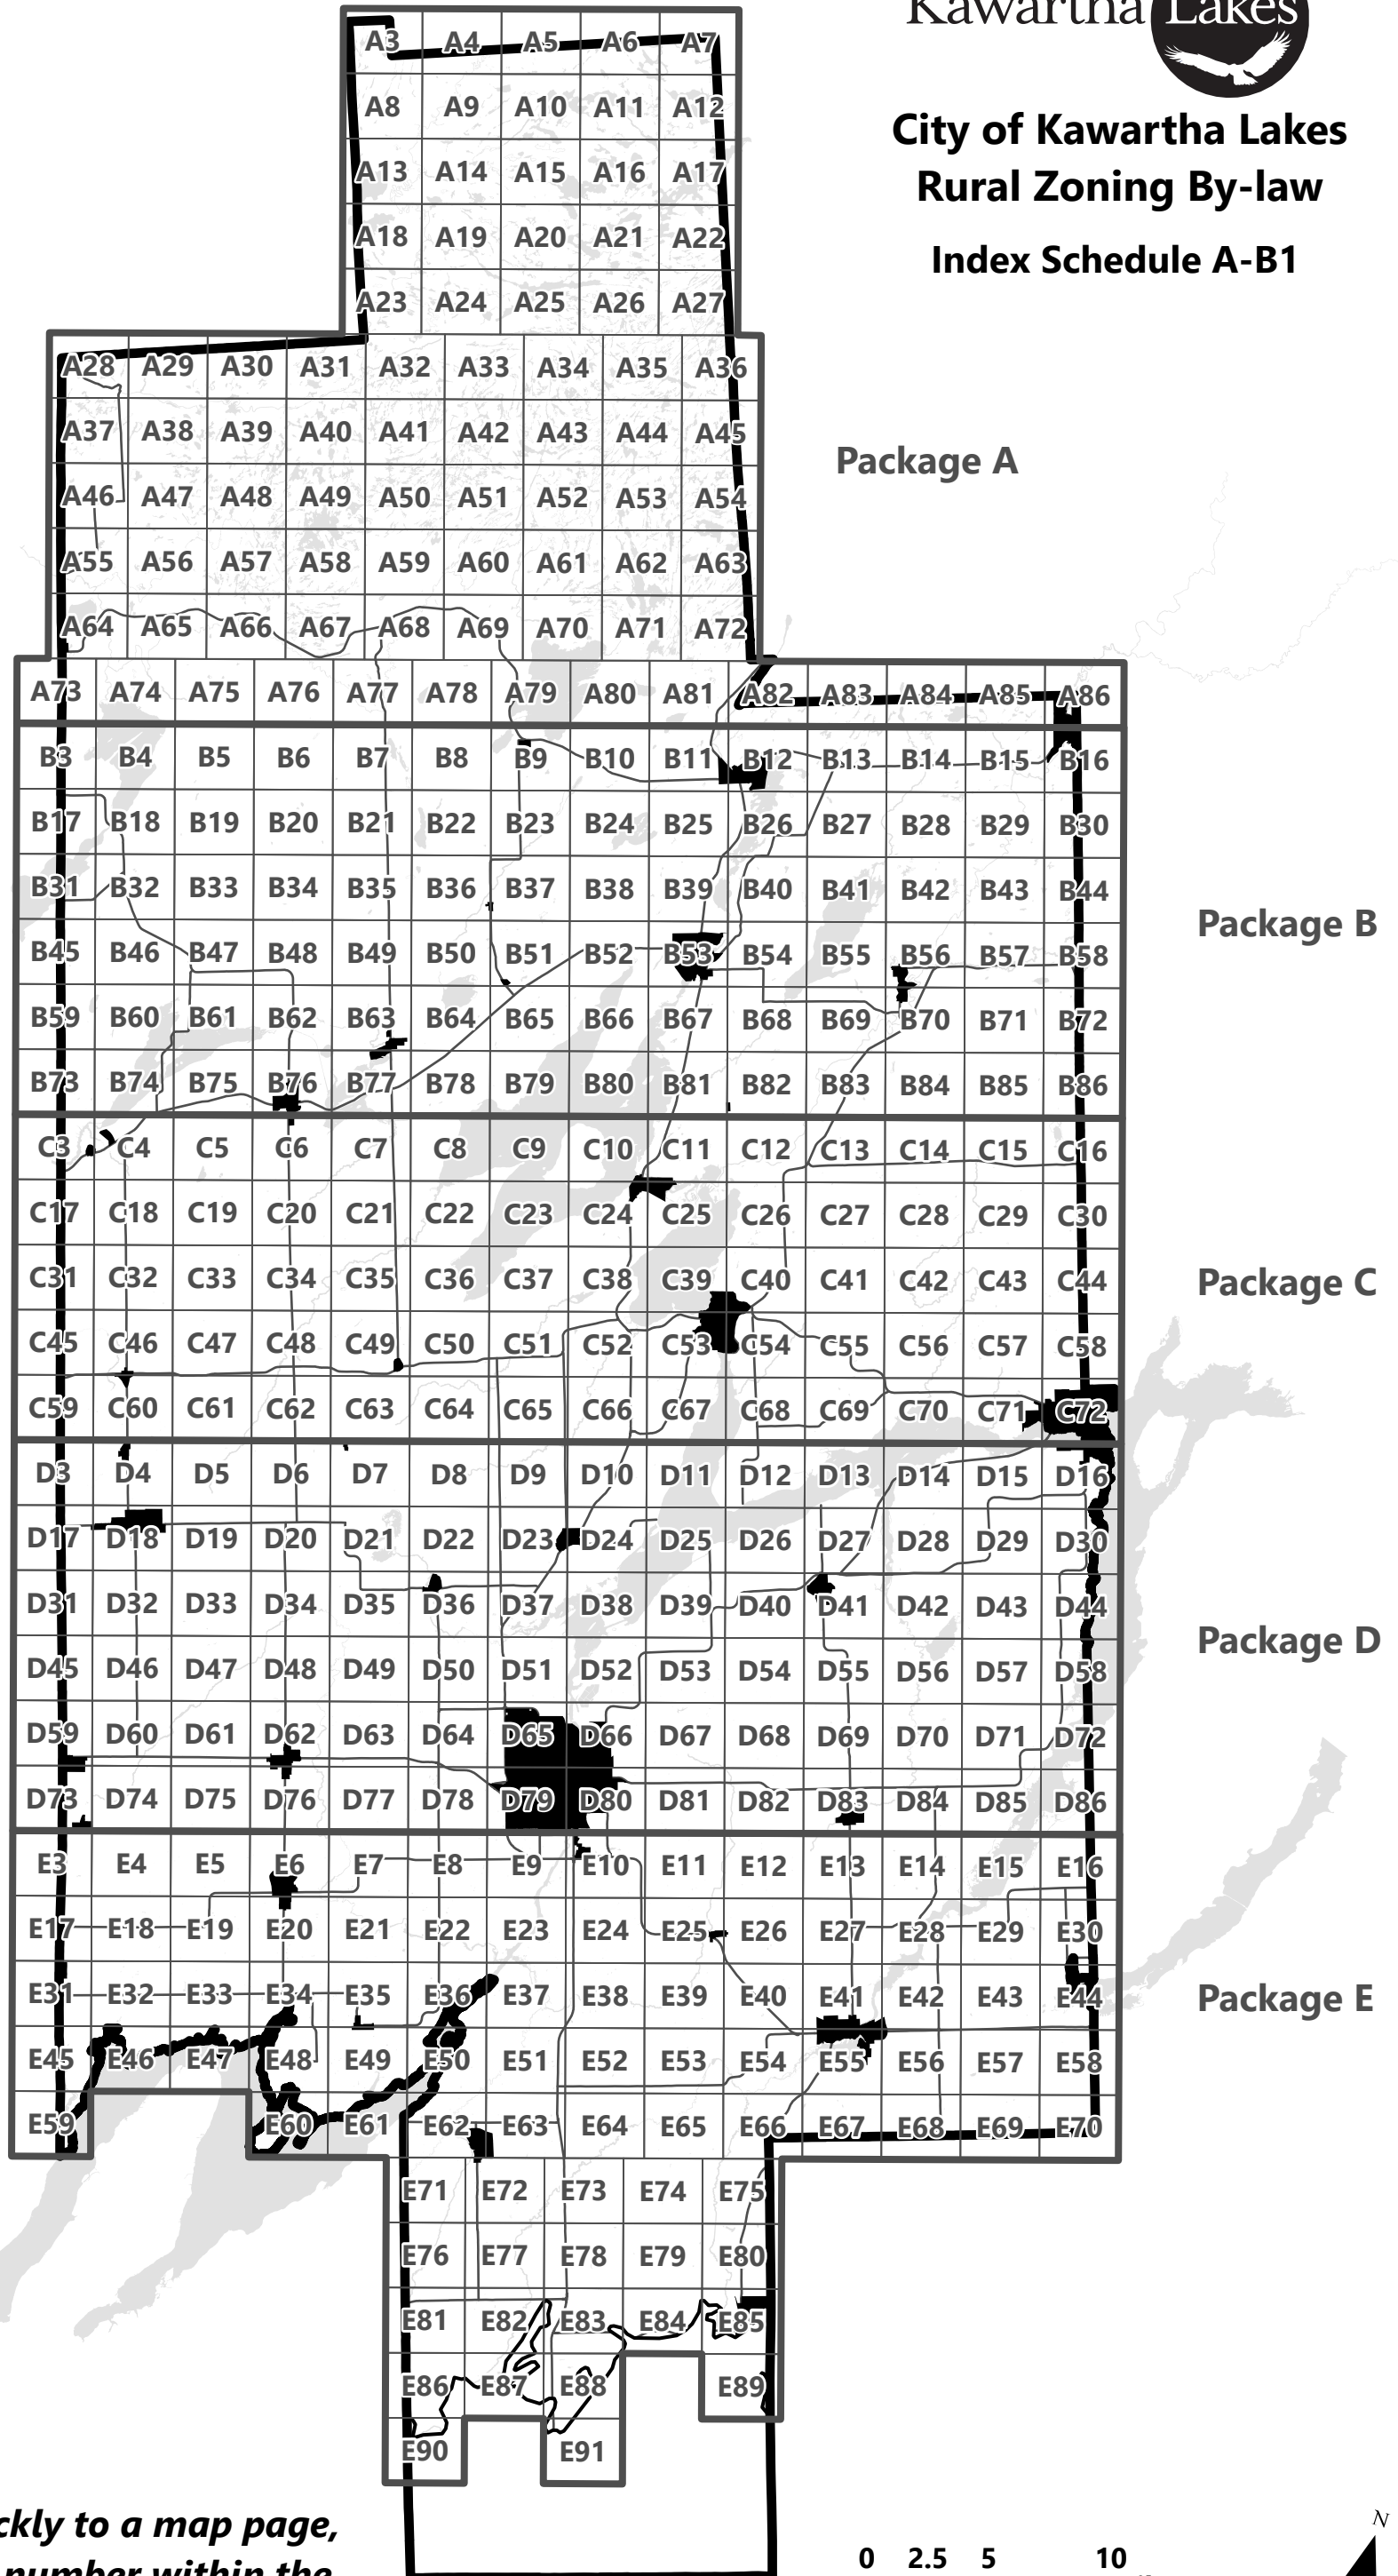 Kawartha Lakes
City of Kawartha Lakes
Rural Zoning By-law
Index Schedule A-B1
A3 A4 A5 A6 A7
A8 A9 A10 A11 A12
A13 A14 A15 A16 A17
A18 A19 A20 A21 A22
A23 A24 A25 A26 A27
A28 A29 A30 A31 A32 A33 A34 A35 A36
A37 A38 A39 A40 A41 A42 A43 A44 A45
Package A
A46 A47 A48 A49 A50 A51 A52 A53 A54
A55 A56 A57 A58 A59 A60 A61 A62 A63
A64 A65 A66 A67 A68 A69 A70 A71 A72
A73 A74 A75 A76 A77 A78 A79 A80 A81 A82 A83 A84 A85 A86
B3 B4 B5 B6 B7 B8 B9 B10 B11 B12 B13 B14 B15 B16
B17 B18 B19 B20 B21 B22 B23 B24 B25 B26 B27 B28 B29 B30
B31 B32 B33 B34 B35 B36 B37 B38 B39 B40 B41 B42 B43 B44
Package B
B45 B46 B47 B48 B49 B50 B51 B52 B53 B54 B55 B56 B57 B58
B59 B60 B61 B62 B63 B64 B65 B66 B67 B68 B69 B70 B71 B72
B73 B74 B75 B76 B77 B78 B79 B80 B81 B82 B83 B84 B85 B86
C3 C4 C5 C6 C7 C8 C9 C10 C11 C12 C13 C14 C15 C16
C17 C18 C19 C20 C21 C22 C23 C24 C25 C26 C27 C28 C29 C30
C31 C32 C33 C34 C35 C36 C37 C38 C39 C40 C41 C42 C43 C44
Package C
C45 C46 C47 C48 C49 C50 C51 C52 C53 C54 C55 C56 C57 C58
C59 C60 C61 C62 C63 C64 C65 C66 C67 C68 C69 C70 C71 C72
D3 D4 D5 D6 D7 D8 D9 D10 D11 D12 D13 D14 D15 D16
D17 D18 D19 D20 D21 D22 D23 D24 D25 D26 D27 D28 D29 D30
D31 D32 D33 D34 D35 D36 D37 D38 D39 D40 D41 D42 D43 D44
Package D
D45 D46 D47 D48 D49 D50 D51 D52 D53 D54 D55 D56 D57 D58
D59 D60 D61 D62 D63 D64 D65 D66 D67 D68 D69 D70 D71 D72
D73 D74 D75 D76 D77 D78 D79 D80 D81 D82 D83 D84 D85 D86
E3 E4 E5 E6 E7 E8 E9 E10 E11 E12 E13 E14 E15 E16
E17 E18 E19 E20 E21 E22 E23 E24 E25 E26 E27 E28 E29 E30
E31 E32 E33 E34 E35 E36 E37 E38 E39 E40 E41 E42 E43 E44
Package E
E45 E46 E47 E48 E49 E50 E51 E52 E53 E54 E55 E56 E57 E58
E59 E60 E61 E62 E63 E64 E65 E66 E67 E68 E69 E70
E71 E72 E73 E74 E75
E76 E77 E78 E79 E80
E81 E82 E83 E84 E85
E86 E87 E88 E89
E90 E91
ckly to a map page,
number within the
0 2.5 5 10
N